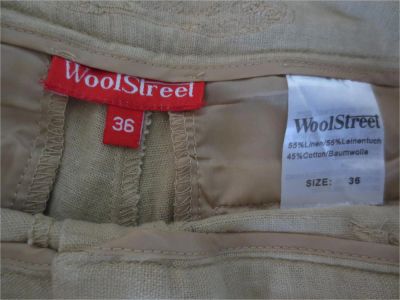 WoolStreet
36
WoolStreet
55%Linen/55%Leinentuch
45%Cotton/Baumwolle
SIZE: 36